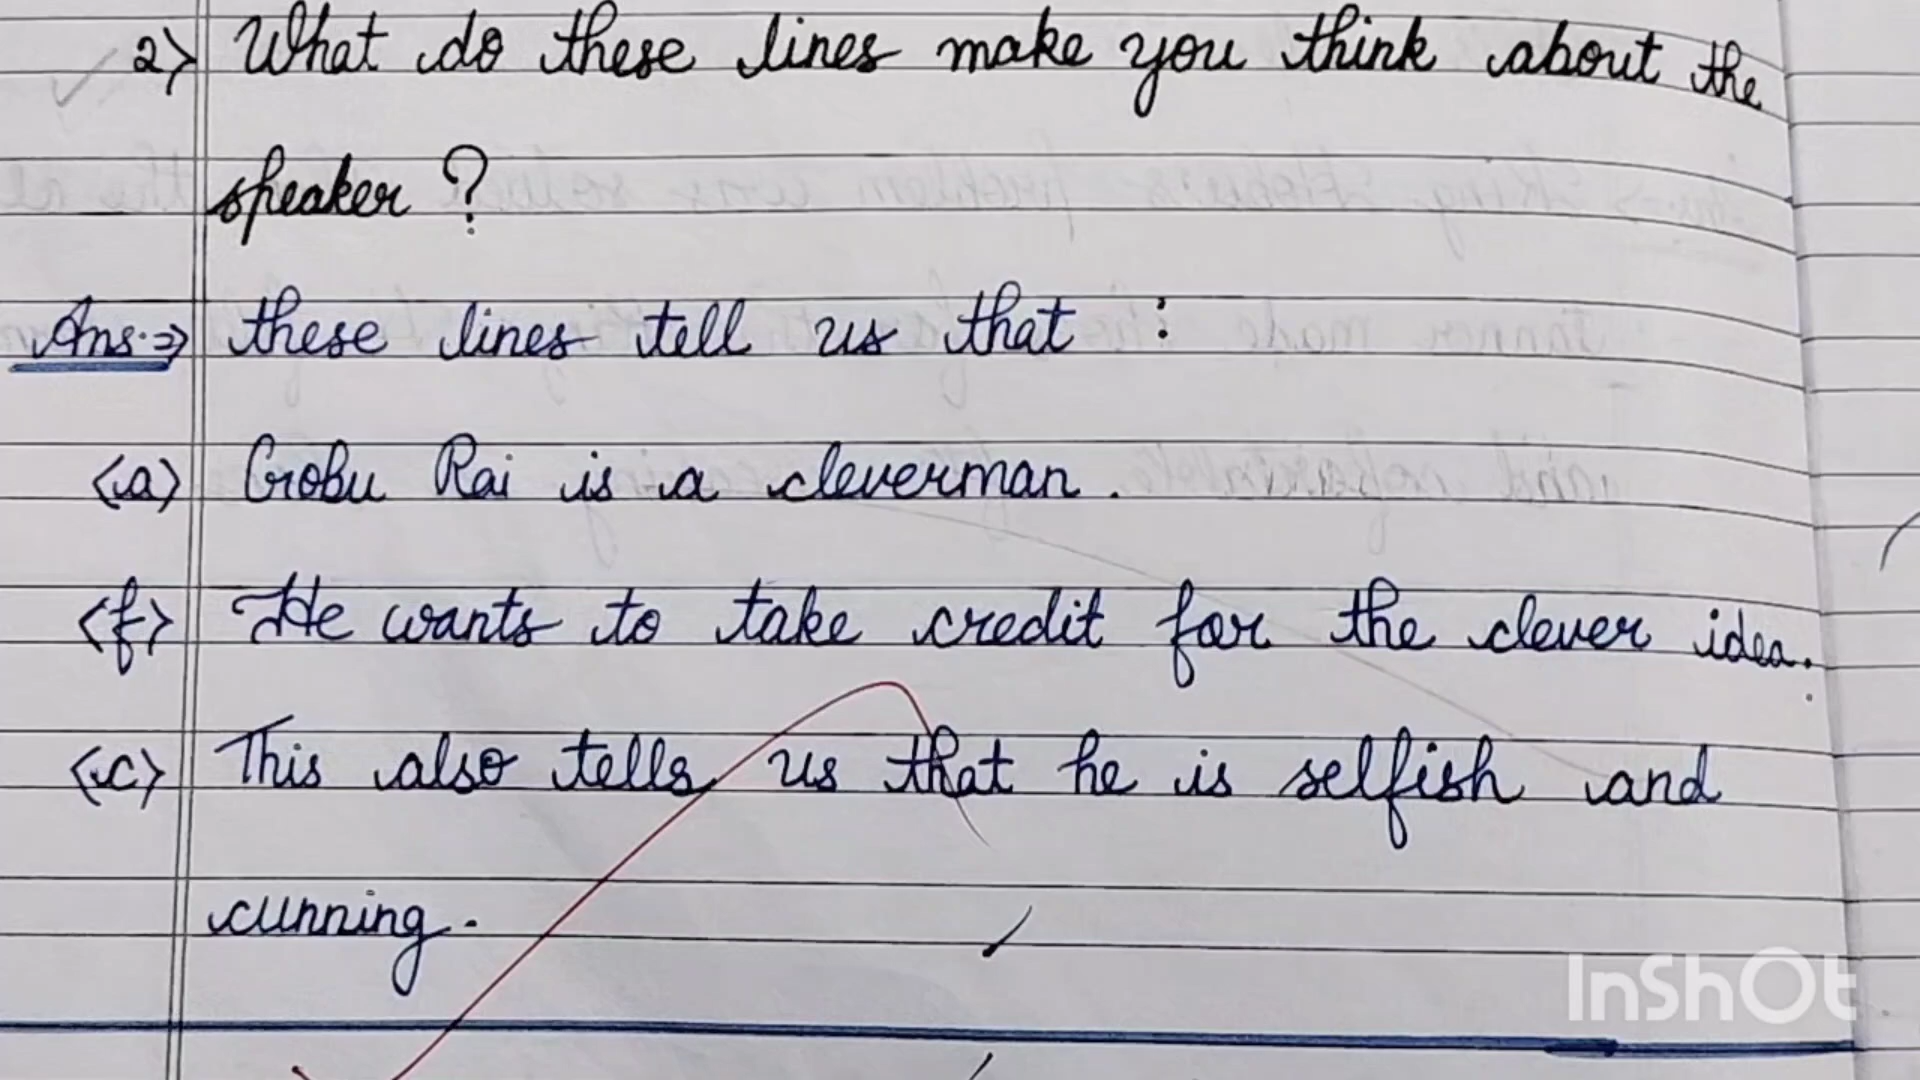 2) What do these lines make you think about the
speaker ?
Ans.⇒ these lines tell us that :
(a) Gobu Rai is a cleverman .
(f) He wants to take credit for the clever idea.
(c) This also tells us that he is selfish and
cunning .
InShOt